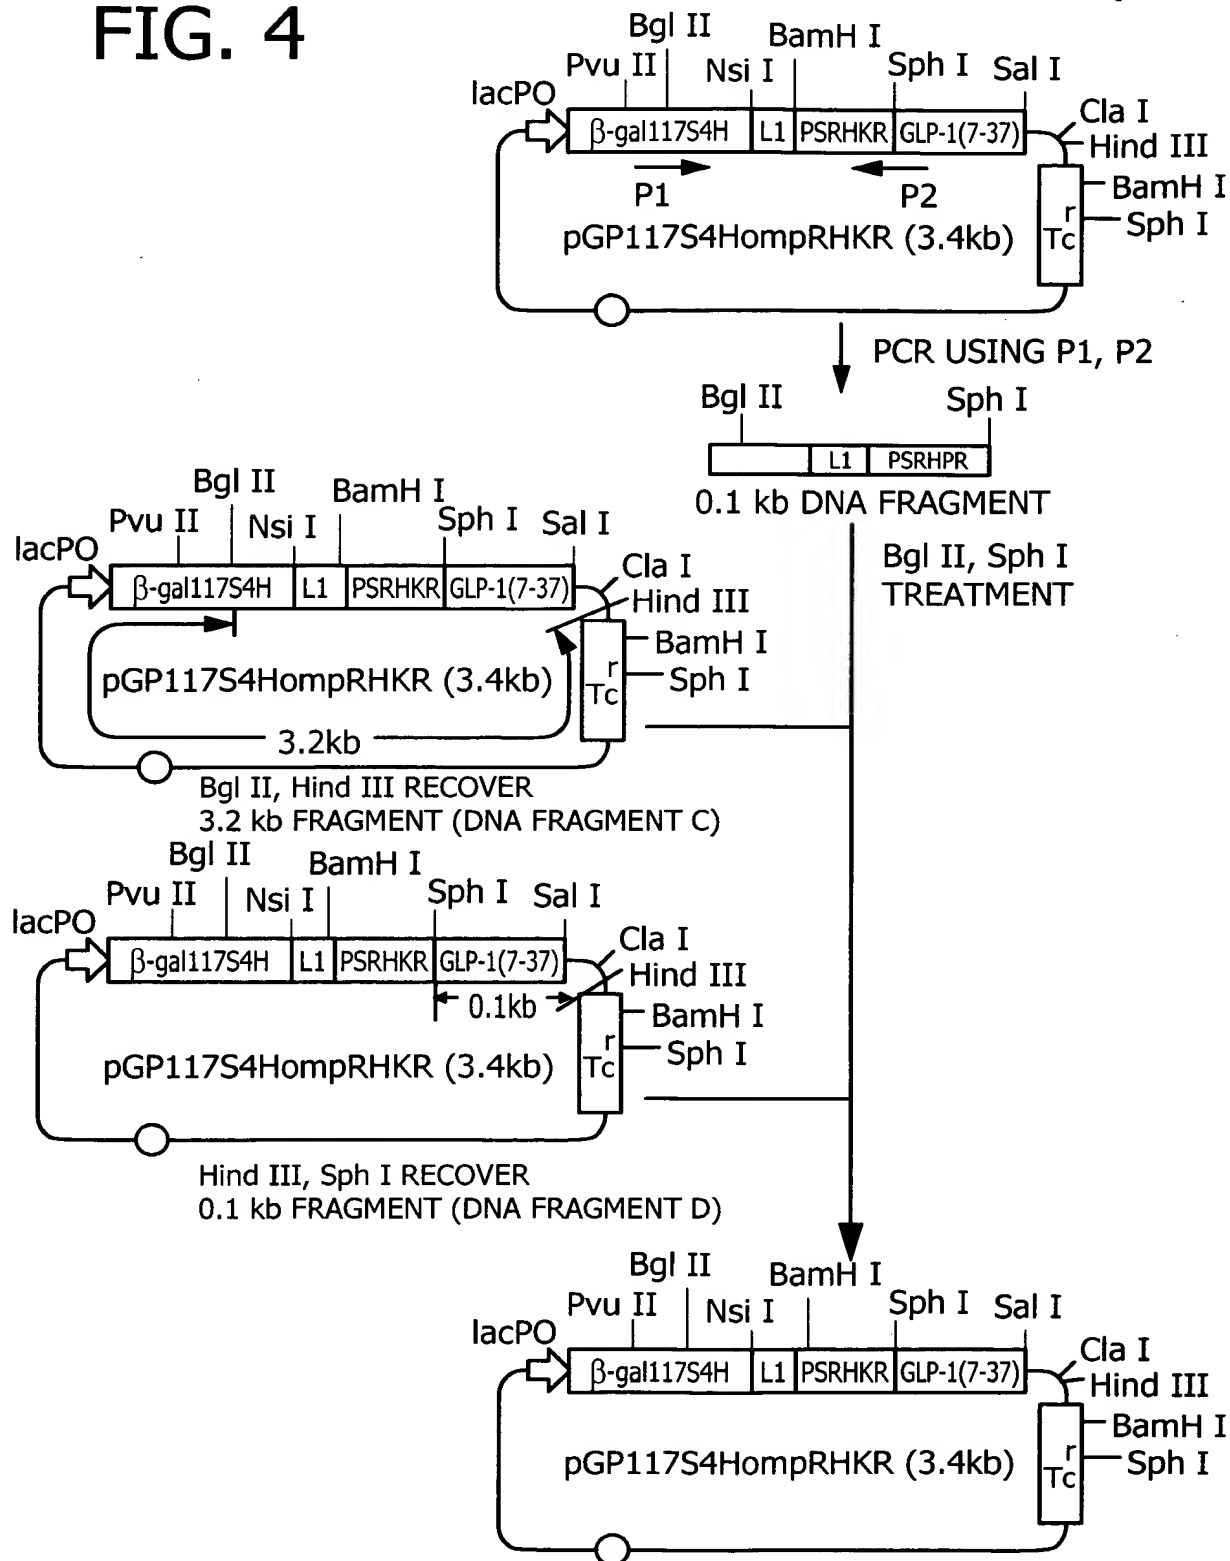 FIG. 4
Bgl II
BamH I
Pvu II
Nsi I
Sph I
Sal I
lacPO
Cla I
β-gal117S4H
L1
PSRHKR
GLP-1(7-37)
Hind III
P1
P2
BamH I
Sph I
Tcr
pGP117S4HompRHKR (3.4kb)
PCR USING P1, P2
Bgl II
Sph I
L1
PSRHPR
0.1 kb DNA FRAGMENT
Bgl II, Sph I
TREATMENT
Bgl II
BamH I
Pvu II
Nsi I
Sph I
Sal I
lacPO
Cla I
β-gal117S4H
L1
PSRHKR
GLP-1(7-37)
Hind III
BamH I
Sph I
Tcr
pGP117S4HompRHKR (3.4kb)
3.2kb
Bgl II, Hind III RECOVER
3.2 kb FRAGMENT (DNA FRAGMENT C)
Bgl II
BamH I
Pvu II
Nsi I
Sph I
Sal I
lacPO
Cla I
β-gal117S4H
L1
PSRHKR
GLP-1(7-37)
Hind III
0.1kb
BamH I
Sph I
Tcr
pGP117S4HompRHKR (3.4kb)
Hind III, Sph I RECOVER
0.1 kb FRAGMENT (DNA FRAGMENT D)
Bgl II
BamH I
Pvu II
Nsi I
Sph I
Sal I
lacPO
Cla I
β-gal117S4H
L1
PSRHKR
GLP-1(7-37)
Hind III
BamH I
Sph I
Tcr
pGP117S4HompRHKR (3.4kb)